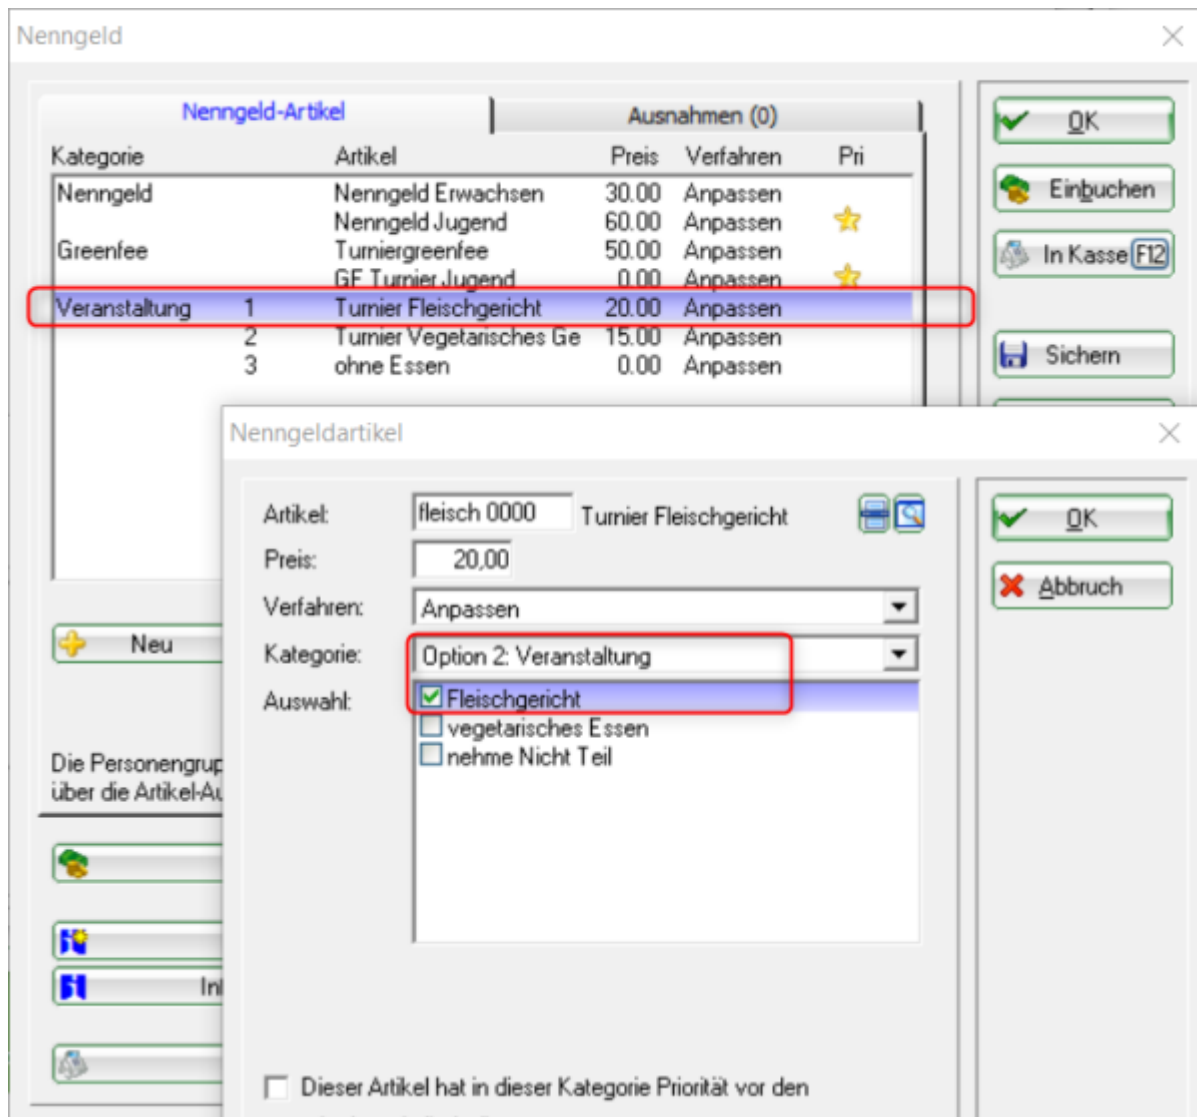 Nenngeld
Nenngeld-Artikel Ausnahmen (0)
Kategorie Artikel Preis Verfahren Pri
Nenngeld Nenngeld Erwachsen 30.00 Anpassen
Nenngeld Jugend 60.00 Anpassen
Greenfee Turniergreenfee 50.00 Anpassen
GF Turnier Jugend 0.00 Anpassen
Veranstaltung 1 Turnier Fleischgericht 20.00 Anpassen
2 Turnier Vegetarisches Ge 15.00 Anpassen
3 ohne Essen 0.00 Anpassen
OK
Einbuchen
In Kasse F12
Sichern
Neu
Die Personengrup
über die Artikel-Au
In
Nenngeldartikel
Artikel: fleisch 0000 Turnier Fleischgericht
Preis: 20,00
Verfahren: Anpassen
Kategorie: Option 2: Veranstaltung
Auswahl: Fleischgericht
vegetarisches Essen
nehme Nicht Teil
OK
Abbruch
Dieser Artikel hat in dieser Kategorie Priorität vor den